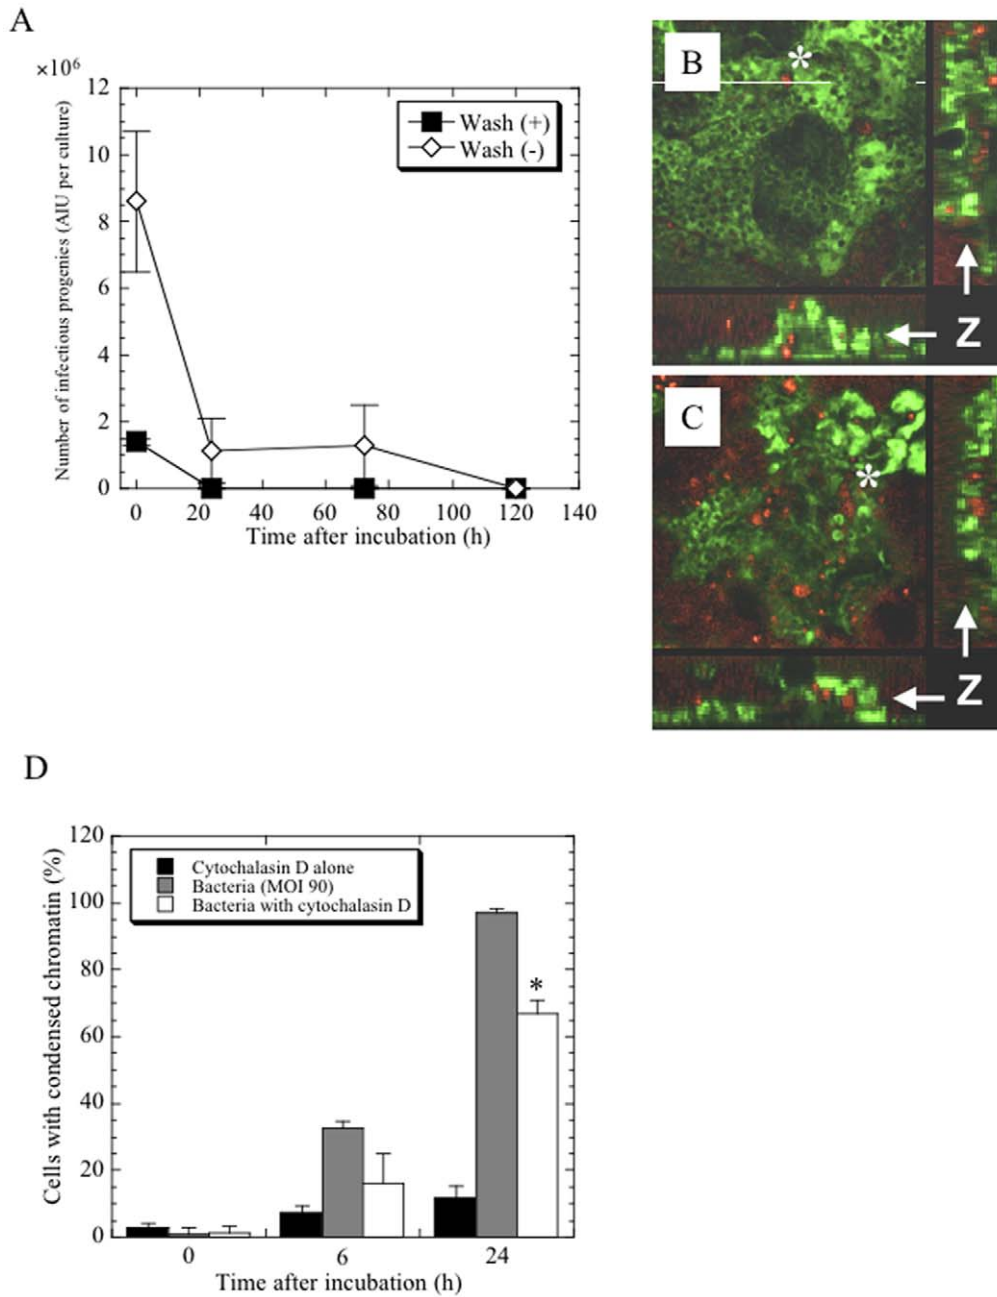 A
×10⁶
12
10
8
6
4
2
0
Number of infectious progenies (AIU per culture)
Wash (+)
Wash (-)
0 20 40 60 80 100 120 140
Time after incubation (h)
B
*
Z
C
*
Z
D
120
100
80
60
40
20
0
Cells with condensed chromatin (%)
Cytochalasin D alone
Bacteria (MOI 90)
Bacteria with cytochalasin D
*
0 6 24
Time after incubation (h)